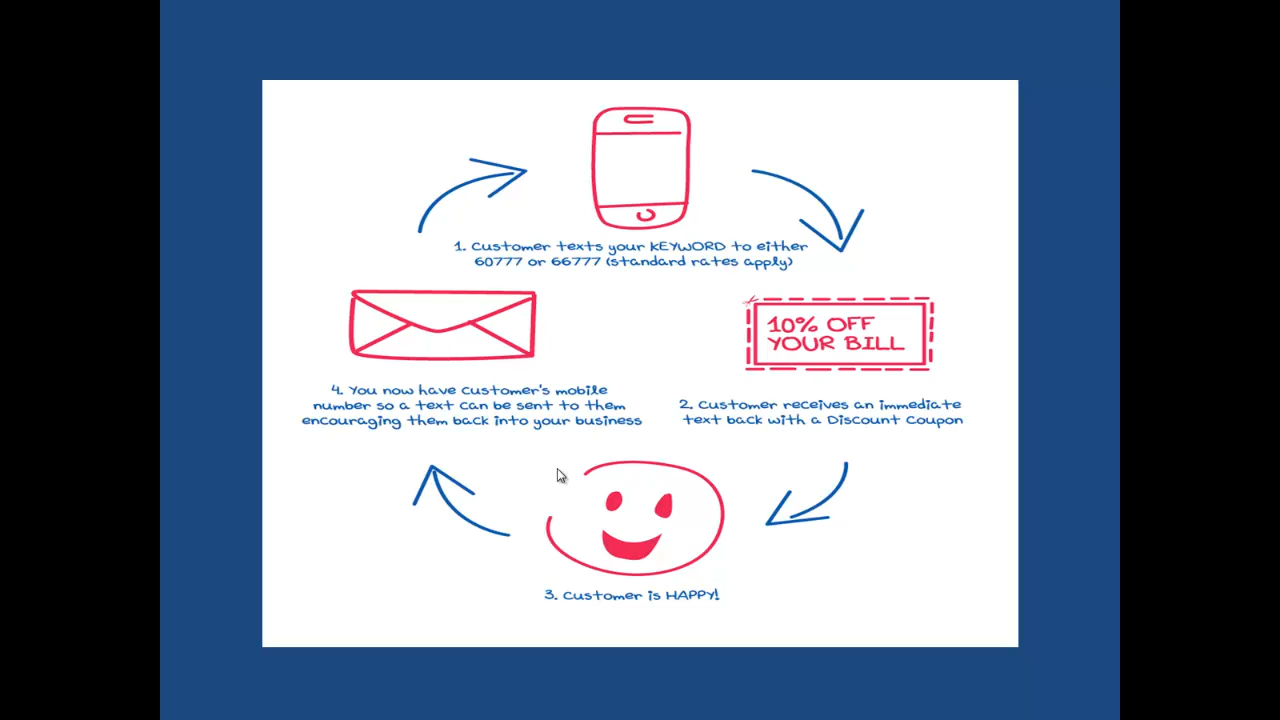 1. Customer texts your KEYWORD to either
60777 or 66777 (standard rates apply)
10% OFF
YOUR BILL
2. Customer receives an immediate
text back with a Discount Coupon
3. Customer is HAPPY!
4. You now have customer's mobile
number so a text can be sent to them
encouraging them back into your business